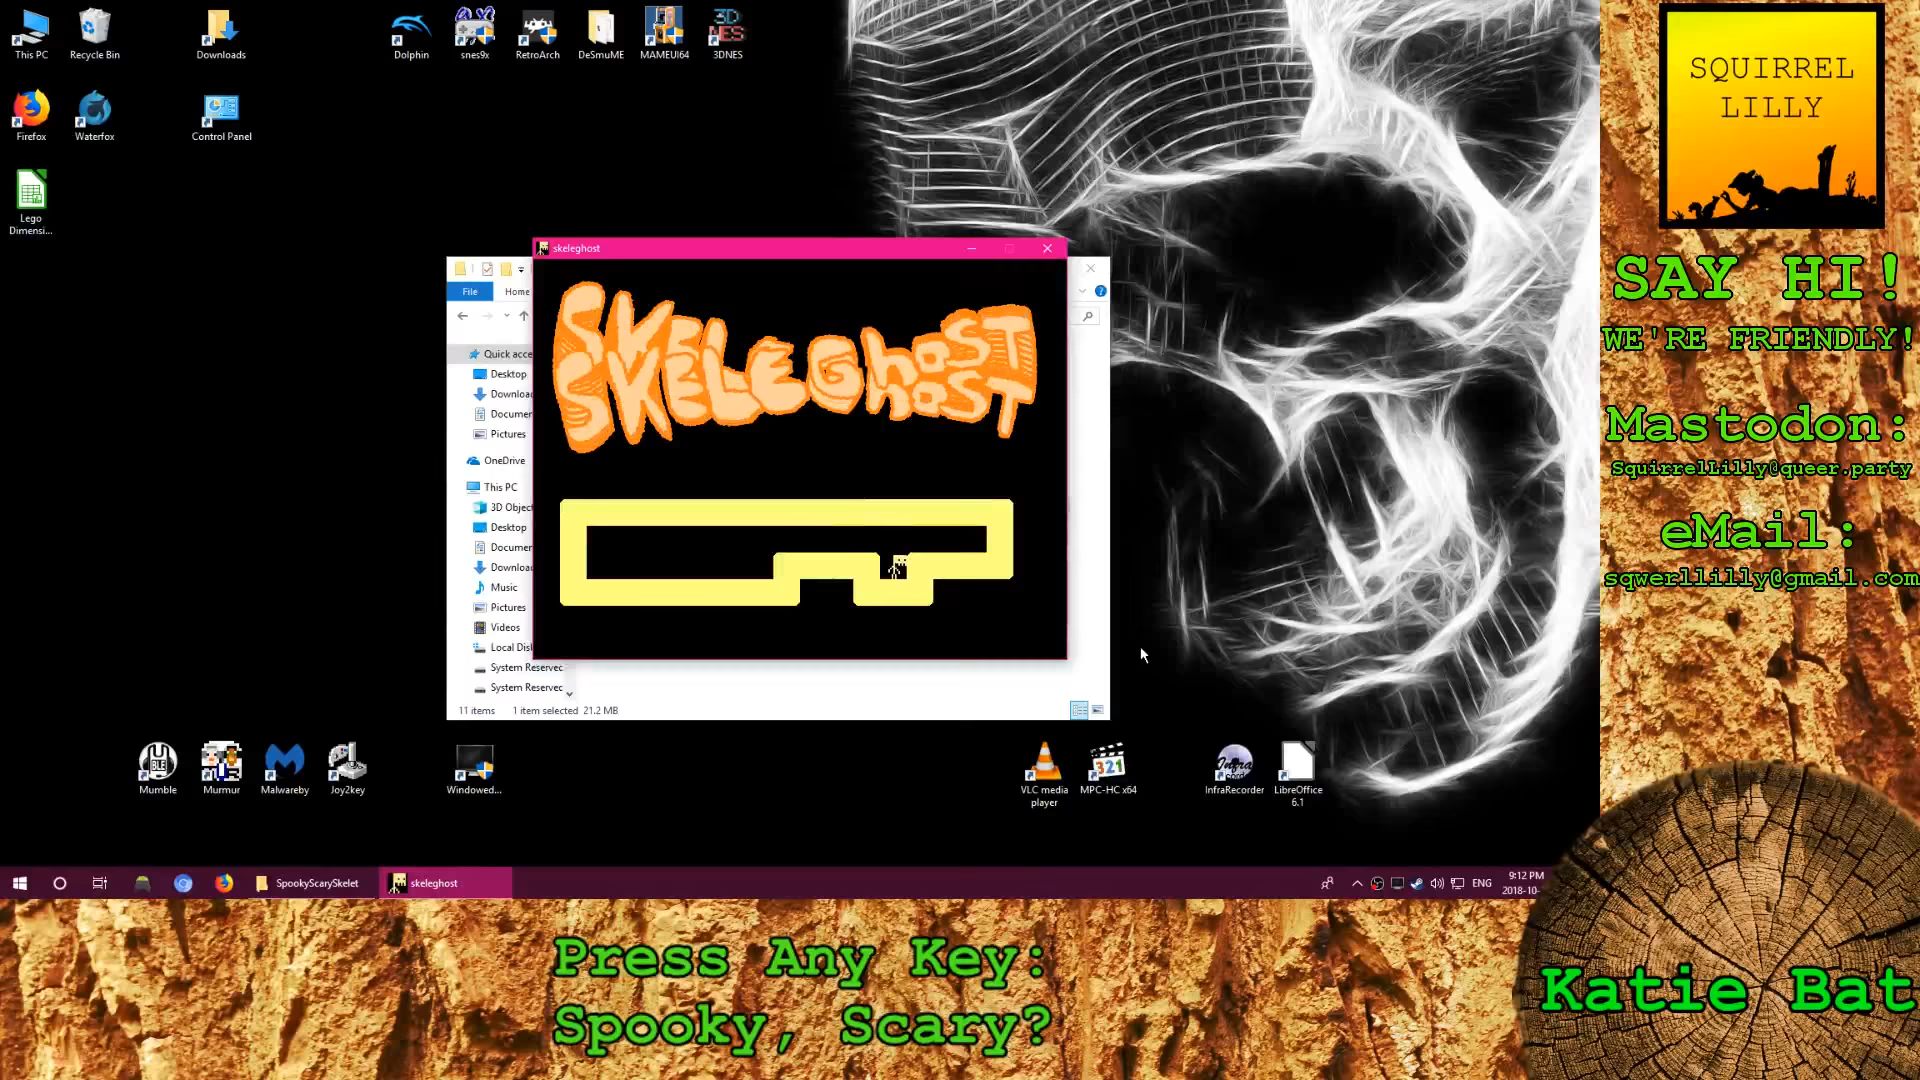 This PC
Recycle Bin
Downloads
Dolphin
snes9x
RetroArch
DeSmuME
MAMEUI64
3DNES
Firefox
Waterfox
Control Panel
Lego
Dimensi...
skeleghost
File
Home
SKELEGhoST
Quick acce
Desktop
Downloa
Documer
Pictures
OneDrive
This PC
3D Object
Desktop
Documer
Downloa
Music
Pictures
Videos
Local Disl
System Reservec
System Reservec
11 items
1 item selected 21.2 MB
Mumble
Murmur
Malwareby
Joy2key
Windowed...
VLC media
player
MPC-HC x64
InfraRecorder
LibreOffice
6.1
SpookyScarySkelet
skeleghost
ENG
9:12 PM
2018-10-
SQUIRREL
LILLY
SAY HI!
WE'RE FRIENDLY!
Mastodon:
SquirrelLilly@queer.party
eMail:
sqwerllilly@gmail.com
Press Any Key:
Spooky, Scary?
Katie Bat